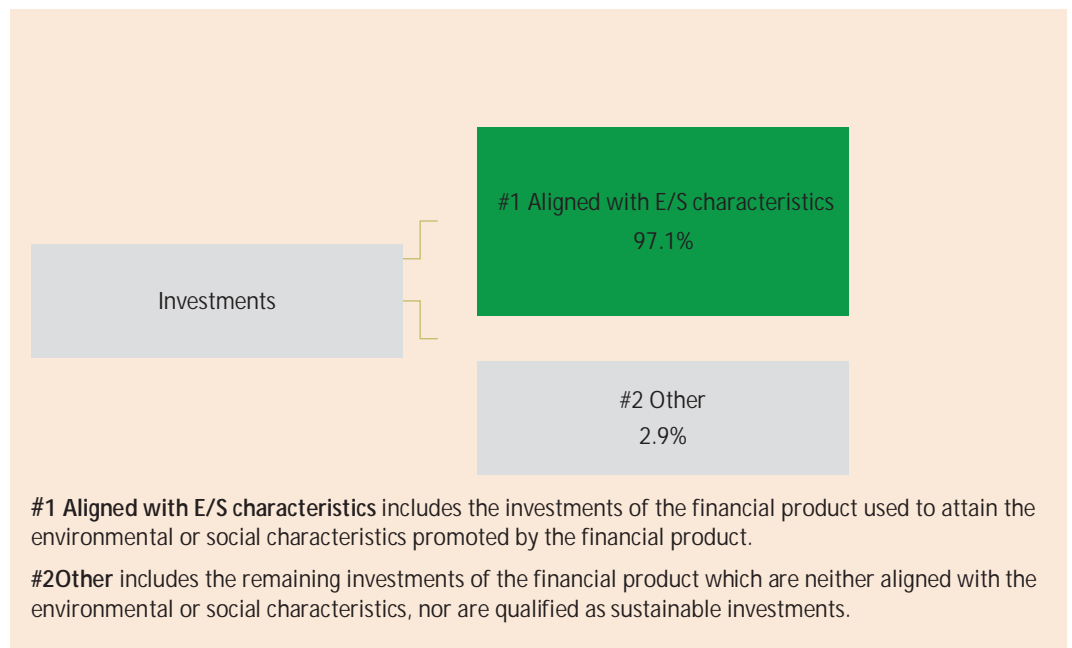 #1 Aligned with E/S characteristics
97.1%
Investments
#2 Other
2.9%
#1 Aligned with E/S characteristics includes the investments of the financial product used to attain the
environmental or social characteristics promoted by the financial product.
#2Other includes the remaining investments of the financial product which are neither aligned with the
environmental or social characteristics, nor are qualified as sustainable investments.